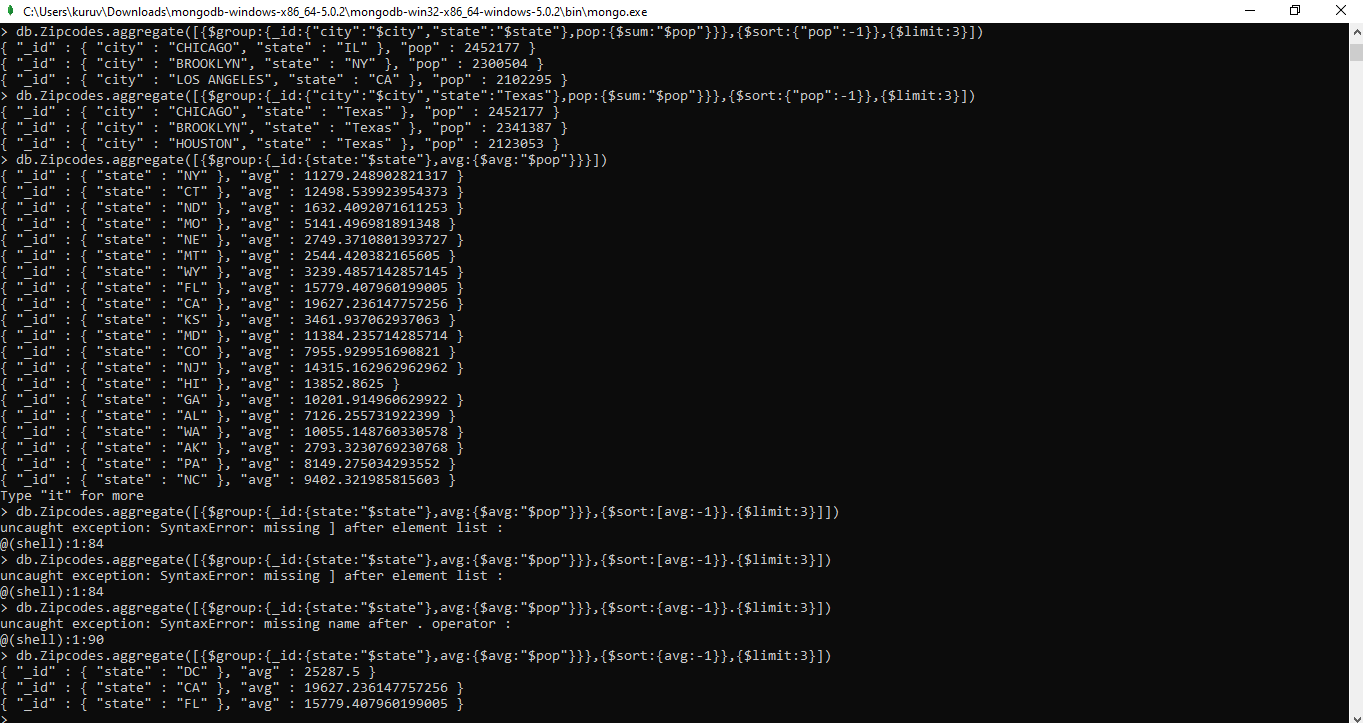 C:\Users\kuruv\Downloads\mongodb-windows-x86_64-5.0.2\mongodb-win32-x86_64-windows-5.0.2\bin\mongo.exe
> db.Zipcodes.aggregate([{$group:{_id:{"city":"$city","state":"$state"},pop:{$sum:"$pop"}}},{$sort:{"pop":-1}},{$limit:3}])
{ "_id" : { "city" : "CHICAGO", "state" : "IL" }, "pop" : 2452177 }
{ "_id" : { "city" : "BROOKLYN", "state" : "NY" }, "pop" : 2300504 }
{ "_id" : { "city" : "LOS ANGELES", "state" : "CA" }, "pop" : 2102295 }
> db.Zipcodes.aggregate([{$group:{_id:{"city":"$city","state":"Texas"},pop:{$sum:"$pop"}}},{$sort:{"pop":-1}},{$limit:3}])
{ "_id" : { "city" : "CHICAGO", "state" : "Texas" }, "pop" : 2452177 }
{ "_id" : { "city" : "BROOKLYN", "state" : "Texas" }, "pop" : 2341387 }
{ "_id" : { "city" : "HOUSTON", "state" : "Texas" }, "pop" : 2123053 }
> db.Zipcodes.aggregate([{$group:{_id:{state:"$state"},avg:{$avg:"$pop"}}}])
{ "_id" : { "state" : "NY" }, "avg" : 11279.248902821317 }
{ "_id" : { "state" : "CT" }, "avg" : 12498.539923954373 }
{ "_id" : { "state" : "ND" }, "avg" : 1632.4092071611253 }
{ "_id" : { "state" : "MO" }, "avg" : 5141.496981891348 }
{ "_id" : { "state" : "NE" }, "avg" : 2749.3710801393727 }
{ "_id" : { "state" : "MT" }, "avg" : 2544.420382165605 }
{ "_id" : { "state" : "WY" }, "avg" : 3239.4857142857145 }
{ "_id" : { "state" : "FL" }, "avg" : 15779.407960199005 }
{ "_id" : { "state" : "CA" }, "avg" : 19627.236147757256 }
{ "_id" : { "state" : "KS" }, "avg" : 3461.937062937063 }
{ "_id" : { "state" : "MD" }, "avg" : 11384.235714285714 }
{ "_id" : { "state" : "CO" }, "avg" : 7955.929951690821 }
{ "_id" : { "state" : "NJ" }, "avg" : 14315.162962962962 }
{ "_id" : { "state" : "HI" }, "avg" : 13852.8625 }
{ "_id" : { "state" : "GA" }, "avg" : 10201.914960629922 }
{ "_id" : { "state" : "AL" }, "avg" : 7126.255731922399 }
{ "_id" : { "state" : "WA" }, "avg" : 10055.148760330578 }
{ "_id" : { "state" : "AK" }, "avg" : 2793.3230769230768 }
{ "_id" : { "state" : "PA" }, "avg" : 8149.275034293552 }
{ "_id" : { "state" : "NC" }, "avg" : 9402.321985815603 }
Type "it" for more
> db.Zipcodes.aggregate([{$group:{_id:{state:"$state"},avg:{$avg:"$pop"}}},{$sort:[avg:-1}}.{$limit:3}]])
uncaught exception: SyntaxError: missing ] after element list :
@(shell):1:84
> db.Zipcodes.aggregate([{$group:{_id:{state:"$state"},avg:{$avg:"$pop"}}},{$sort:[avg:-1}}.{$limit:3}])
uncaught exception: SyntaxError: missing ] after element list :
@(shell):1:84
> db.Zipcodes.aggregate([{$group:{_id:{state:"$state"},avg:{$avg:"$pop"}}},{$sort:{avg:-1}}.{$limit:3}])
uncaught exception: SyntaxError: missing name after . operator :
@(shell):1:90
> db.Zipcodes.aggregate([{$group:{_id:{state:"$state"},avg:{$avg:"$pop"}}},{$sort:{avg:-1}},{$limit:3}])
{ "_id" : { "state" : "DC" }, "avg" : 25287.5 }
{ "_id" : { "state" : "CA" }, "avg" : 19627.236147757256 }
{ "_id" : { "state" : "FL" }, "avg" : 15779.407960199005 }
>